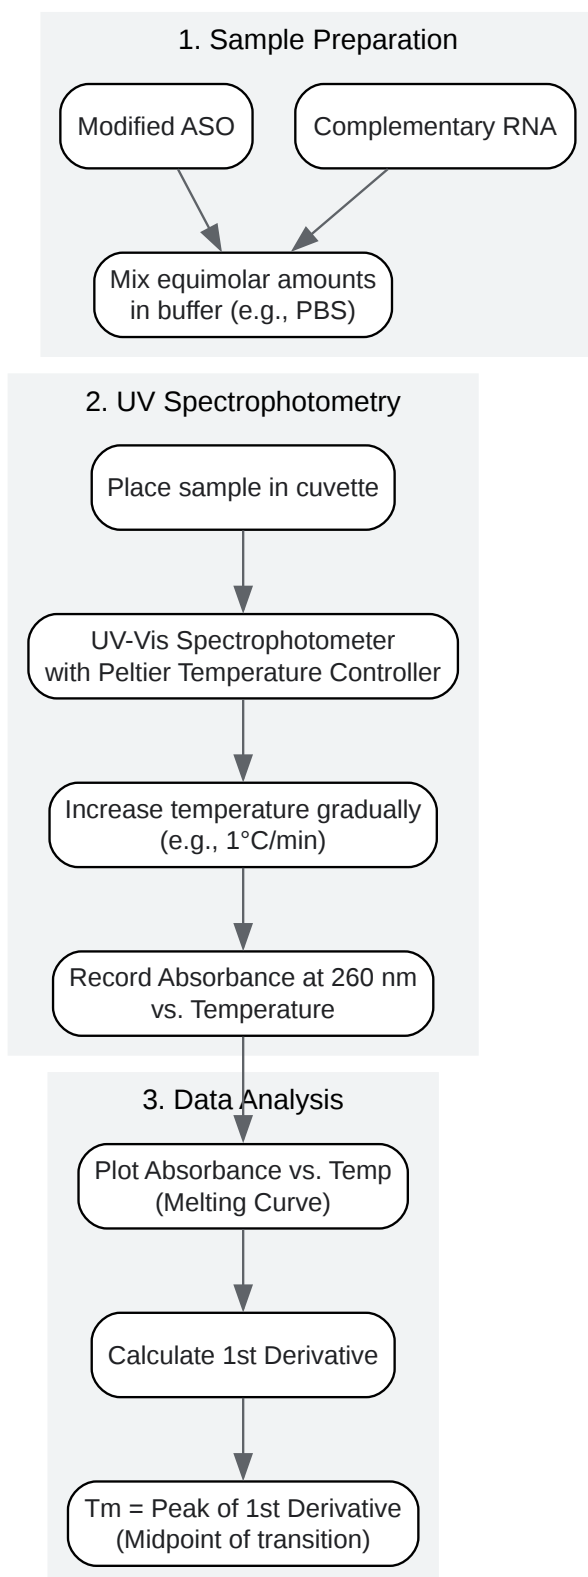 1. Sample Preparation
Modified ASO
Complementary RNA
Mix equimolar amounts
in buffer (e.g., PBS)
2. UV Spectrophotometry
Place sample in cuvette
UV-Vis Spectrophotometer
with Peltier Temperature Controller
Increase temperature gradually
(e.g., 1°C/min)
Record Absorbance at 260 nm
vs. Temperature
3. Data Analysis
Plot Absorbance vs. Temp
(Melting Curve)
Calculate 1st Derivative
Tm = Peak of 1st Derivative
(Midpoint of transition)